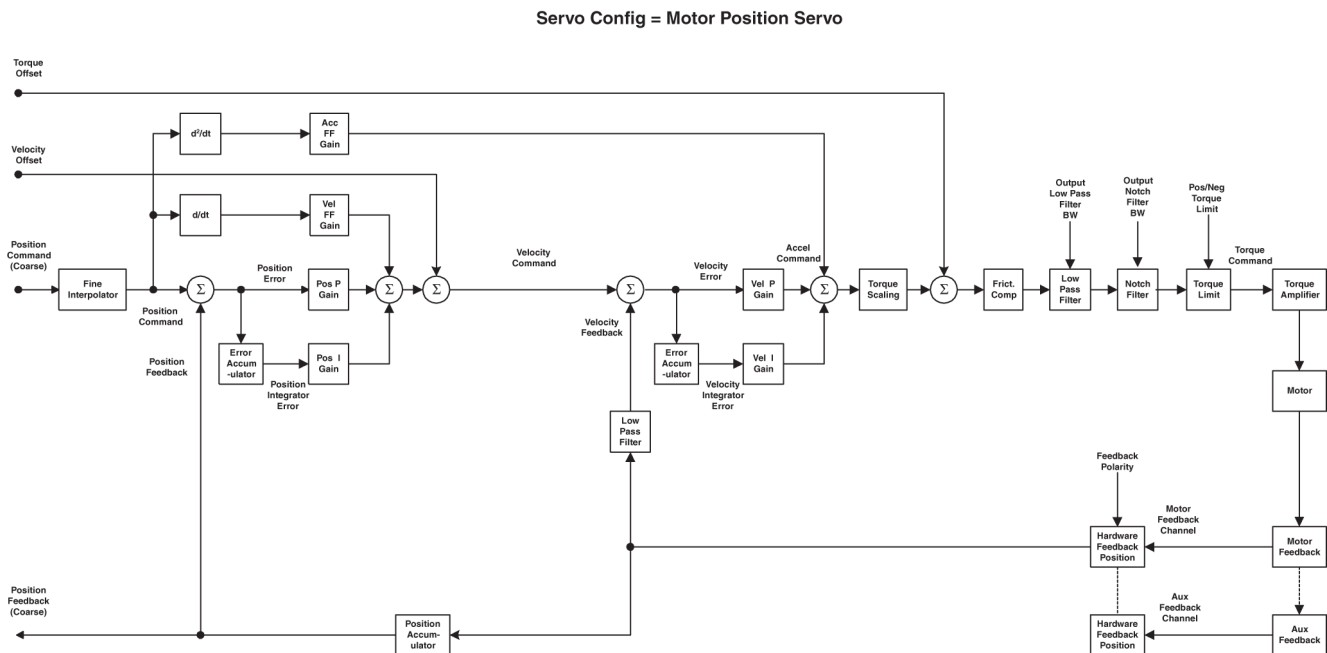 Servo Config = Motor Position Servo
Torque
Offset
d²/dt
Acc
FF
Gain
Velocity
Offset
d/dt
Vel
FF
Gain
Output
Low Pass
Filter
BW
Output
Notch
Filter
BW
Pos/Neg
Torque
Limit
Position
Command
(Coarse)
Fine
Interpolator
Σ
Position
Error
Pos P
Gain
Σ
Σ
Velocity
Command
Σ
Velocity
Error
Vel P
Gain
Accel
Command
Σ
Torque
Scaling
Σ
Frict.
Comp
Low
Pass
Filter
Notch
Filter
Torque
Limit
Torque
Command
Torque
Amplifier
Position
Command
Position
Feedback
Error
Accum-
-ulator
Pos I
Gain
Position
Integrator
Error
Velocity
Feedback
Error
Accum-
-ulator
Vel I
Gain
Velocity
Integrator
Error
Motor
Low
Pass
Filter
Feedback
Polarity
Motor
Feedback
Channel
Hardware
Feedback
Position
Motor
Feedback
Position
Feedback
(Coarse)
Position
Accum-
ulator
Aux
Feedback
Channel
Hardware
Feedback
Position
Aux
Feedback